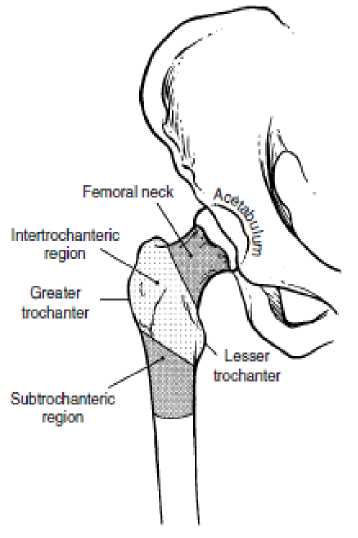 Femoral neck
Acetabulum
Intertrochanteric
region
Greater
trochanter
Lesser
trochanter
Subtrochanteric
region